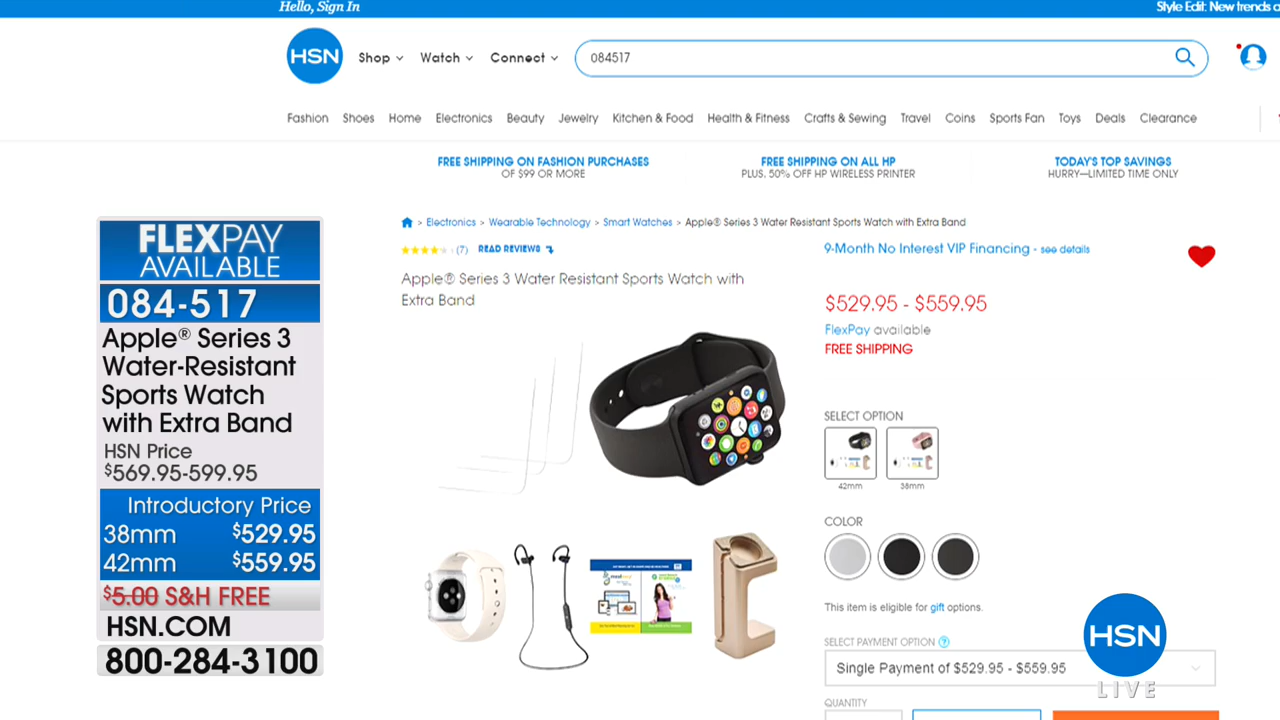 Hello, Sign In
Style Edit: New trends a
HSN
Shop
Watch
Connect
084517
Fashion
Shoes
Home
Electronics
Beauty
Jewelry
Kitchen & Food
Health & Fitness
Crafts & Sewing
Travel
Coins
Sports Fan
Toys
Deals
Clearance
FREE SHIPPING ON FASHION PURCHASES
OF $99 OR MORE
FREE SHIPPING ON ALL HP
PLUS, 50% OFF HP WIRELESS PRINTER
TODAY'S TOP SAVINGS
HURRY—LIMITED TIME ONLY
FLEXPAY
AVAILABLE
084-517
Apple® Series 3
Water-Resistant
Sports Watch
with Extra Band
HSN Price
$569.95-599.95
Introductory Price
38mm $529.95
42mm $559.95
$5.00 S&H FREE
HSN.COM
800-284-3100
> Electronics > Wearable Technology > Smart Watches > Apple® Series 3 Water Resistant Sports Watch with Extra Band
(7) READ REVIEWS
Apple® Series 3 Water Resistant Sports Watch with
Extra Band
9-Month No Interest VIP Financing - see details
$529.95 - $559.95
FlexPay available
FREE SHIPPING
SELECT OPTION
42mm
38mm
COLOR
This item is eligible for gift options.
SELECT PAYMENT OPTION ?
Single Payment of $529.95 - $559.95
QUANTITY
HSN
LIVE